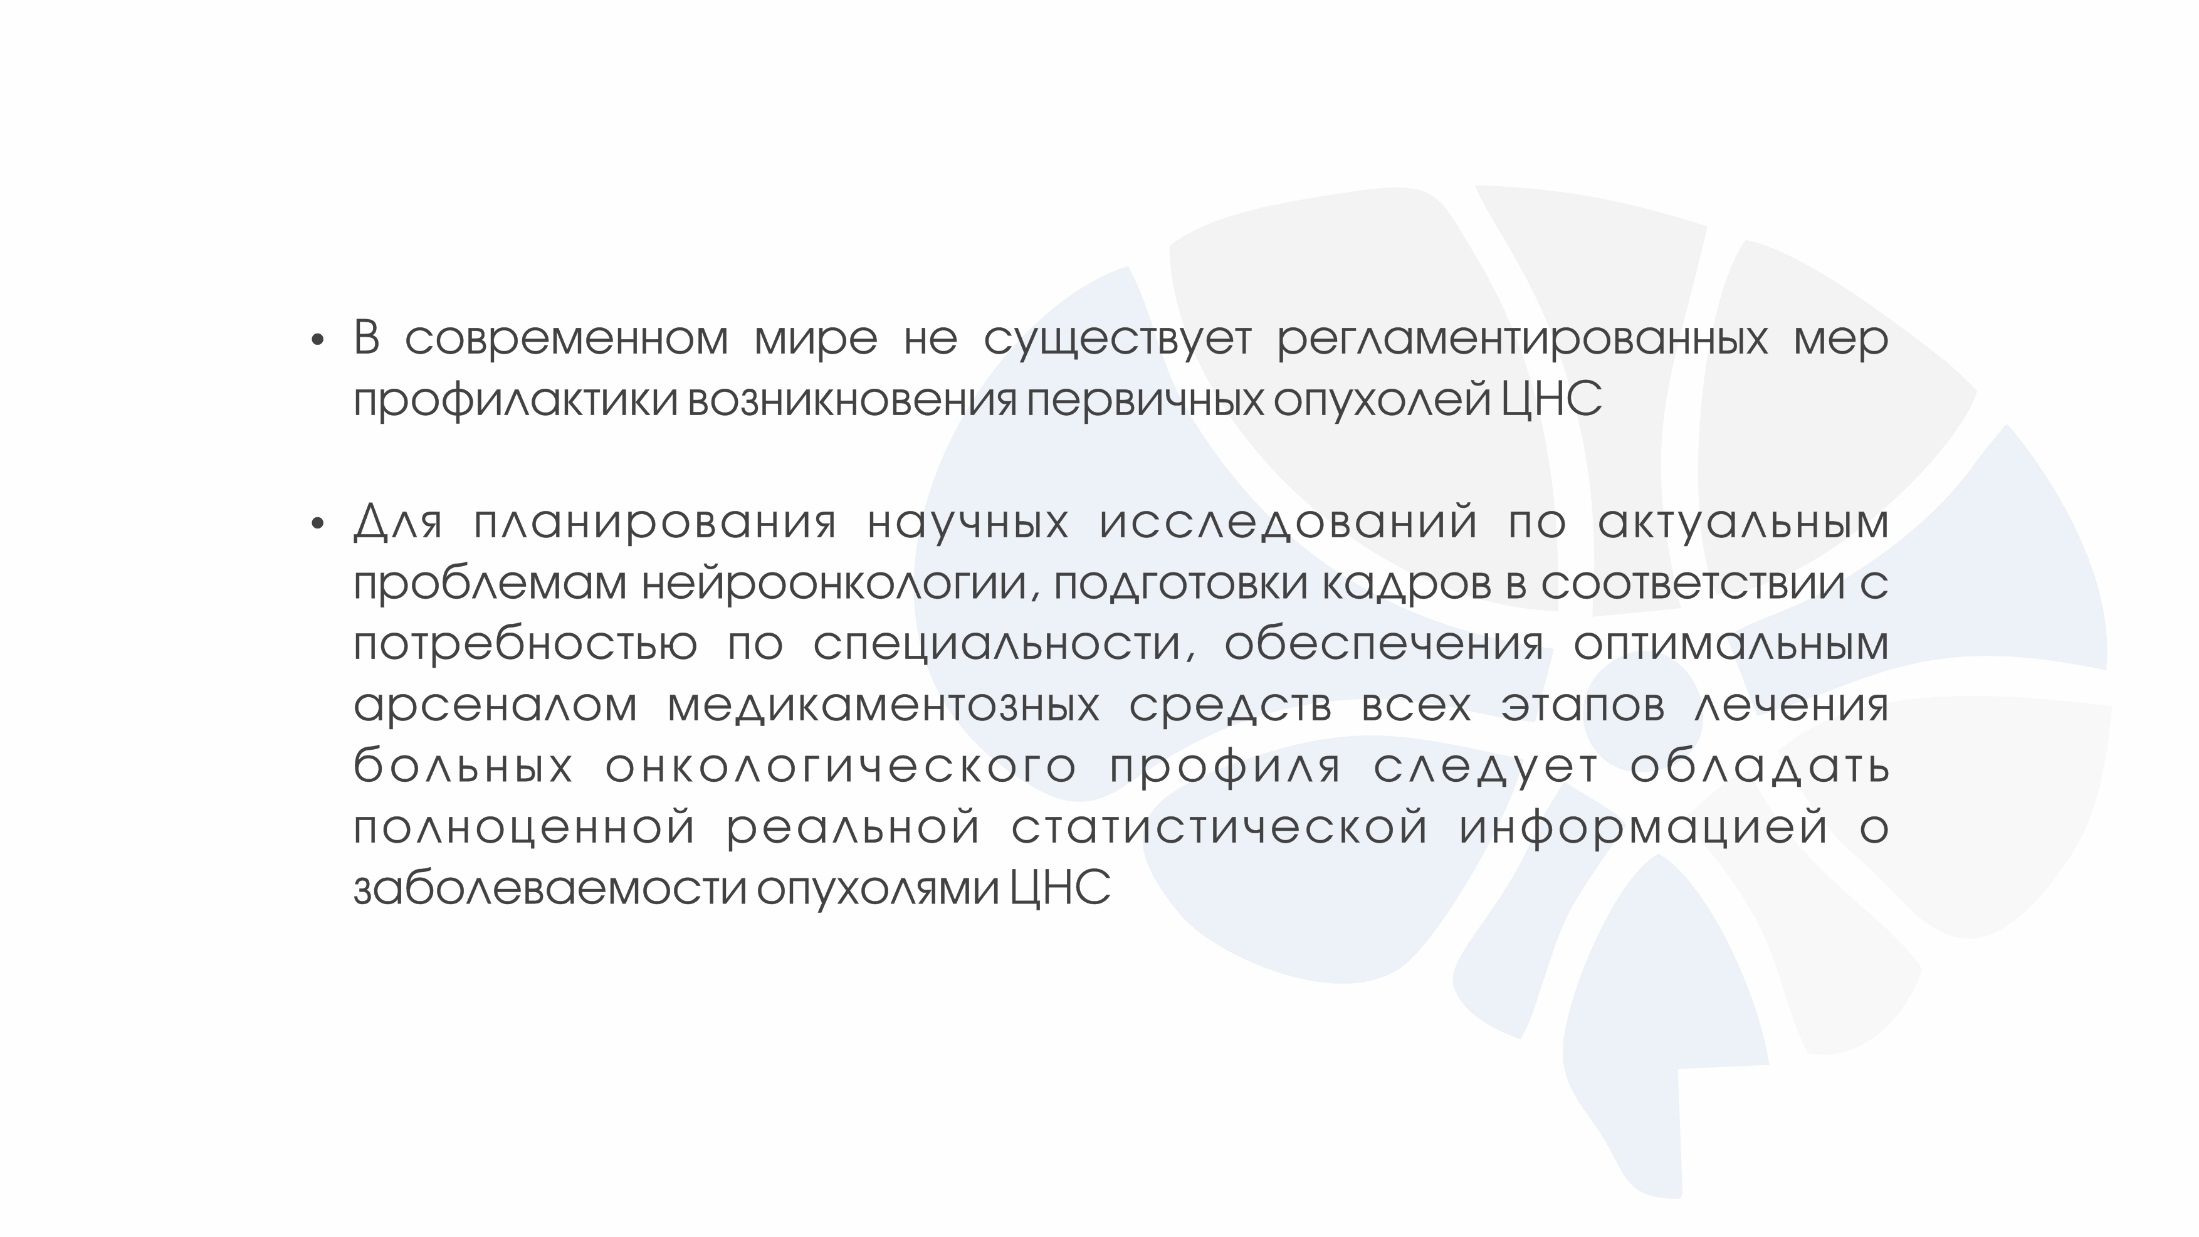 • В современном мире не существует регламентированных мер
профилактики возникновения первичных опухолей ЦНС
• Для планирования научных исследований по актуальным
проблемам нейроонкологии, подготовки кадров в соответствии с
потребностью по специальности, обеспечения оптимальным
арсеналом медикаментозных средств всех этапов лечения
больных онкологического профиля следует обладать
полноценной реальной статистической информацией о
заболеваемости опухолями ЦНС